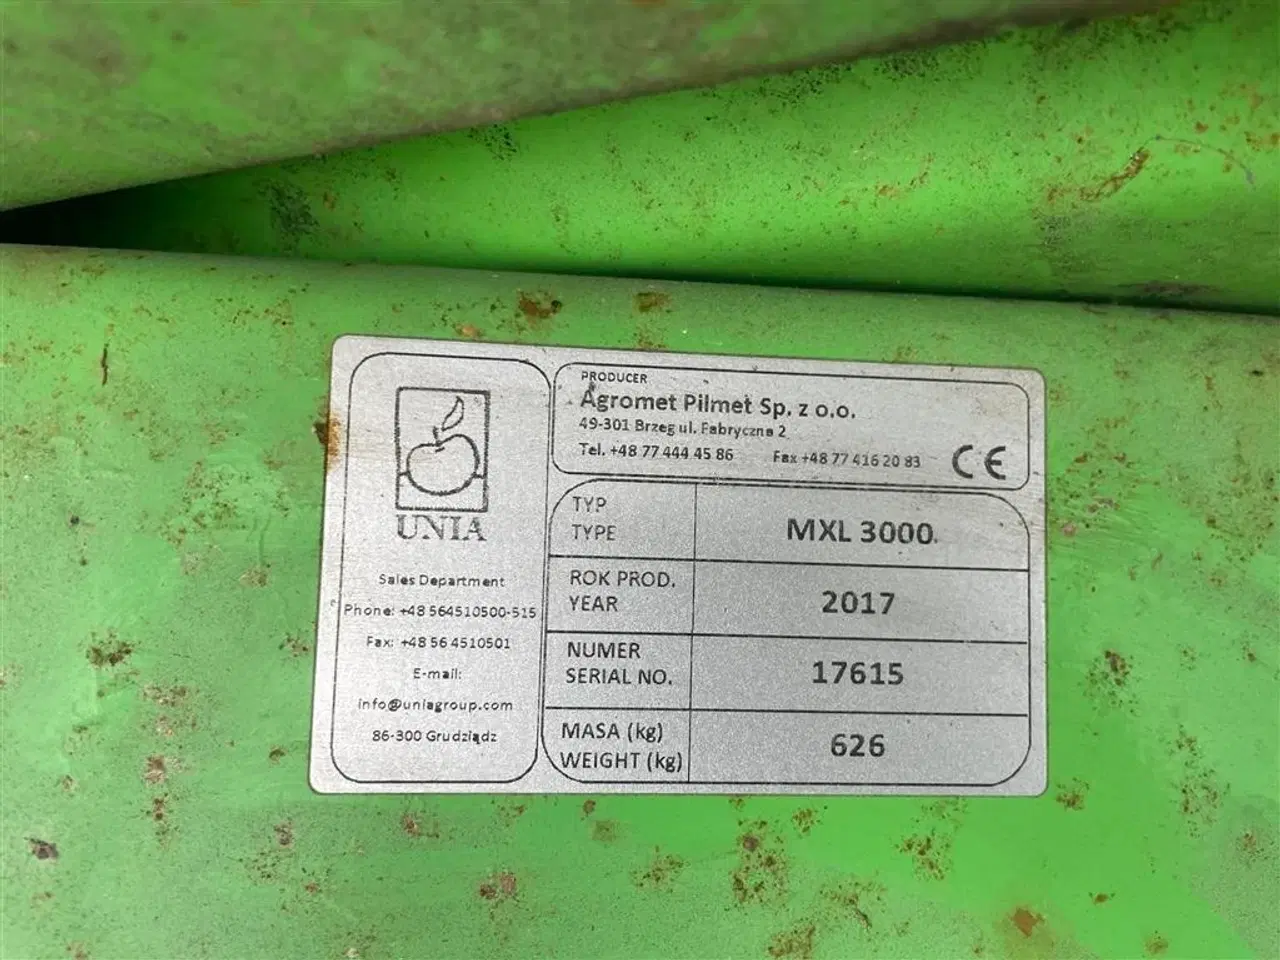 UNIA
Sales Department
Phone: +48 564510500-515
Fax: +48 56 4510501
E-mail:
info@uniagroup.com
86-300 Grudziądz
PRODUCER
Agromet Pilmet Sp. z o.o.
49-301 Brzeg ul. Fabryczna 2
Tel. +48 77 444 45 86 Fax +48 77 416 20 83
CE
TYP
TYPE
MXL 3000
ROK PROD.
YEAR
2017
NUMER
SERIAL NO.
17615
MASA (kg)
WEIGHT (kg)
626